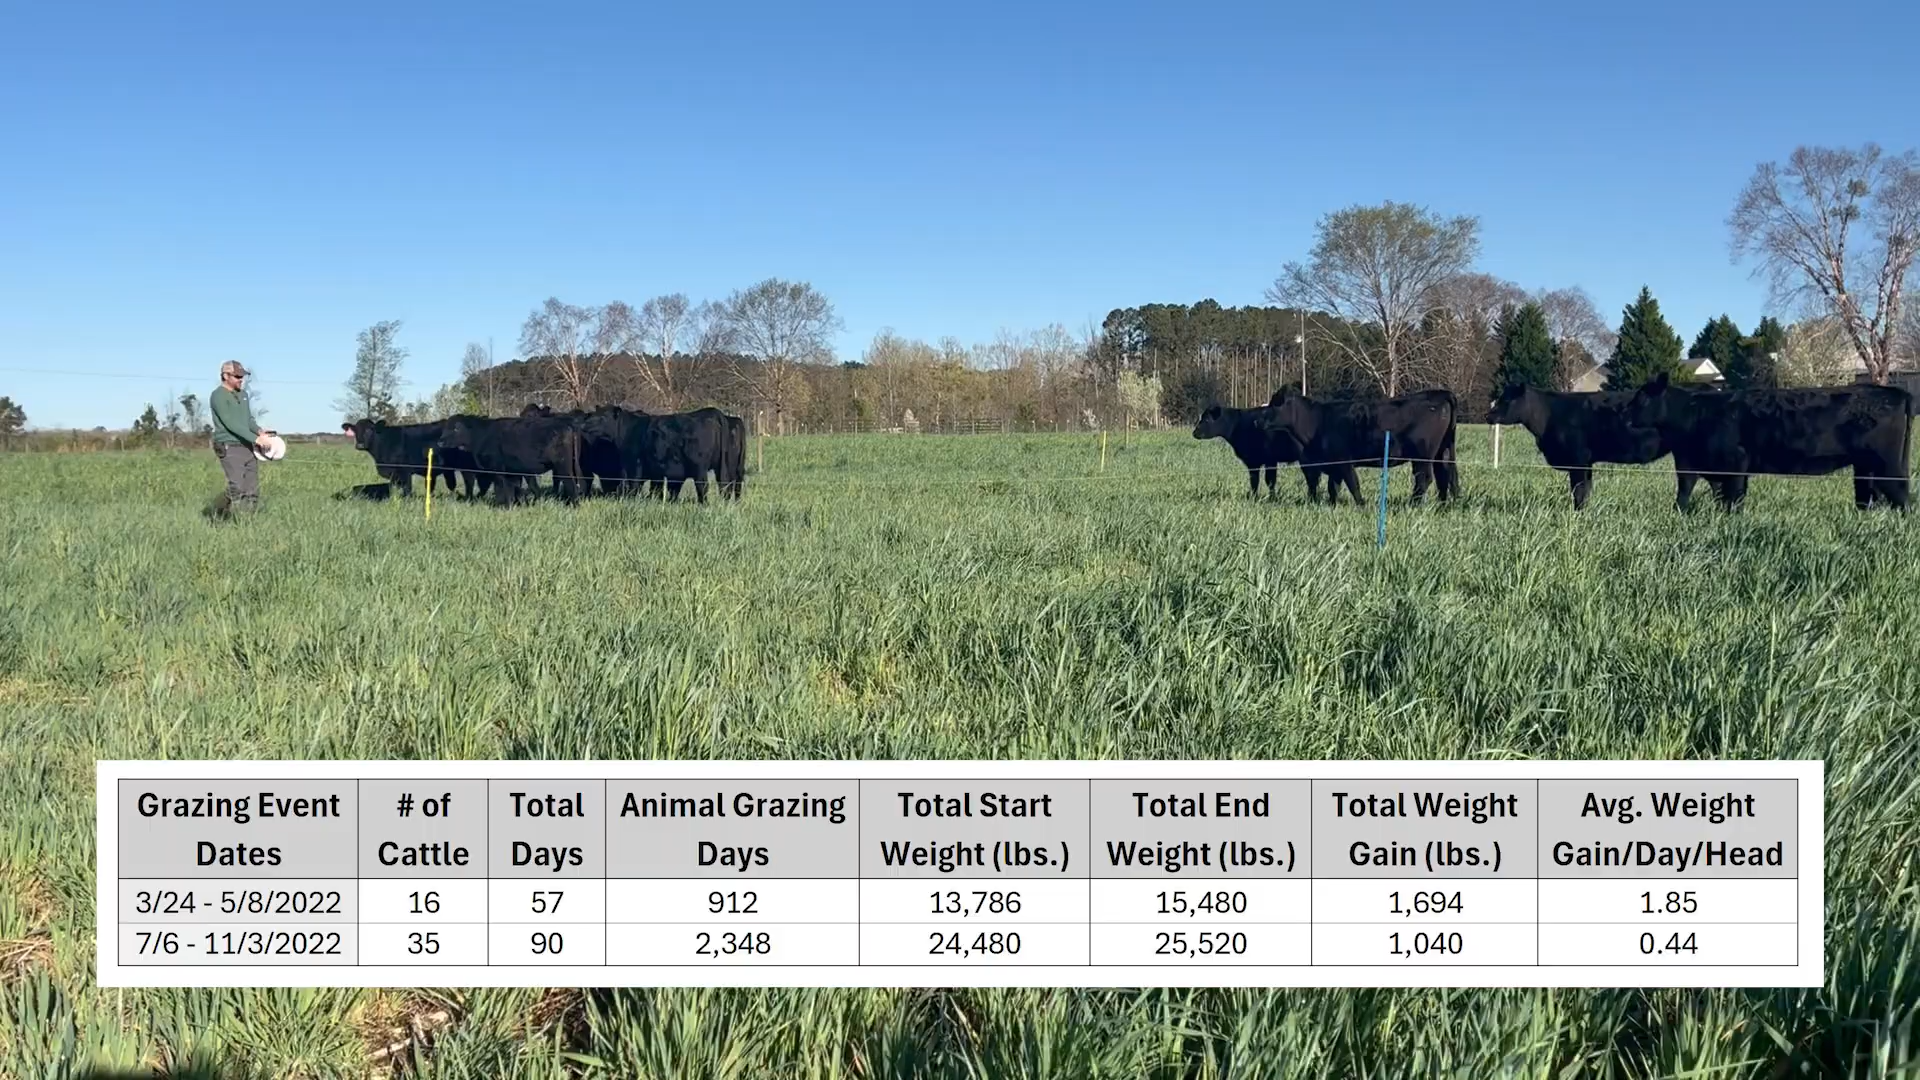 Grazing Event Dates # of Cattle Total Days Animal Grazing Days Total Start Weight (lbs.) Total End Weight (lbs.) Total Weight Gain (lbs.) Avg. Weight Gain/Day/Head
3/24 - 5/8/2022 16 57 912 13,786 15,480 1,694 1.85
7/6 - 11/3/2022 35 90 2,348 24,480 25,520 1,040 0.44